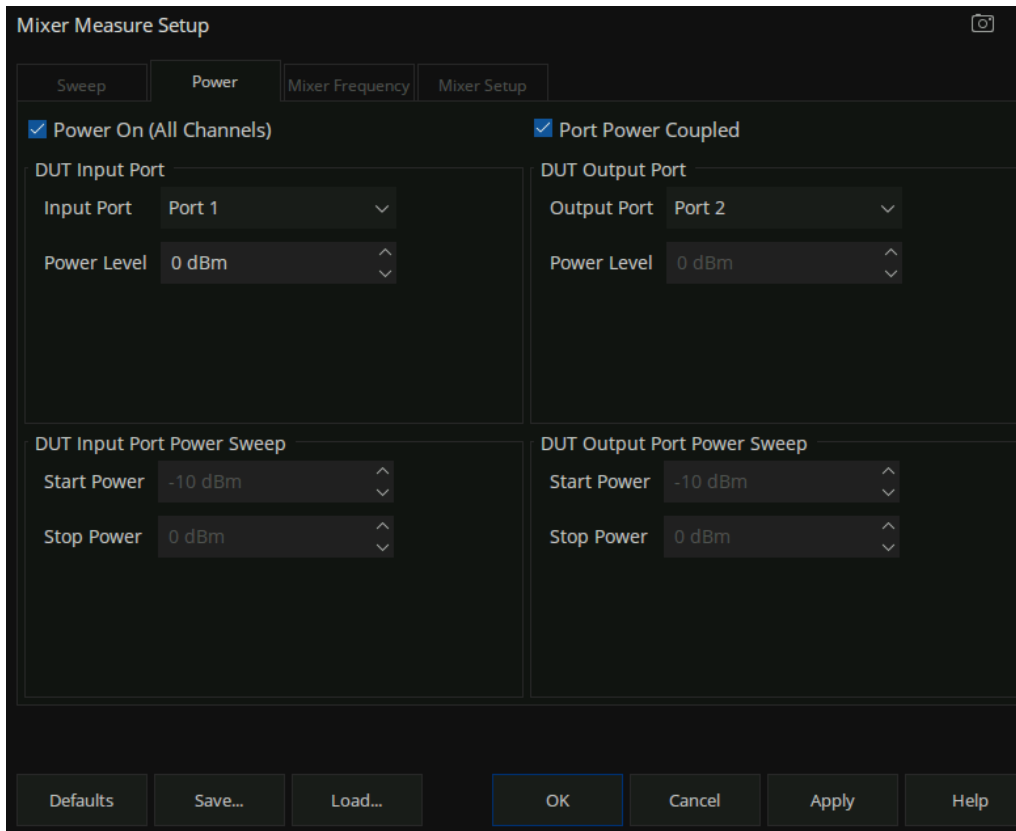 Mixer Measure Setup
Sweep Power Mixer Frequency Mixer Setup
Power On (All Channels) Port Power Coupled
DUT Input Port DUT Output Port
Input Port Port 1 Output Port Port 2
Power Level 0 dBm Power Level 0 dBm
DUT Input Port Power Sweep DUT Output Port Power Sweep
Start Power -10 dBm Start Power -10 dBm
Stop Power 0 dBm Stop Power 0 dBm
Defaults Save... Load... OK Cancel Apply Help